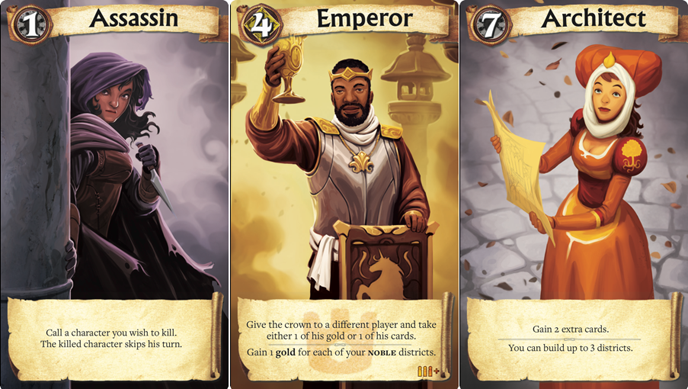 1 Assassin
Call a character you wish to kill.
The killed character skips his turn.
4 Emperor
Give the crown to a different player and take
either 1 of his gold or 1 of his cards.
Gain 1 gold for each of your NOBLE districts.
+
7 Architect
Gain 2 extra cards.
You can build up to 3 districts.